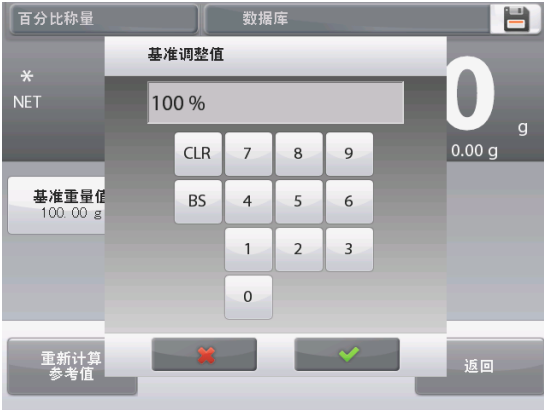 百分比称量
数据库
基准调整值
*
NET
100 %
0
g
0.00 g
CLR 7 8 9
BS 4 5 6
1 2 3
0
基准重量值
100.00 g
重新计算
参考值
返回